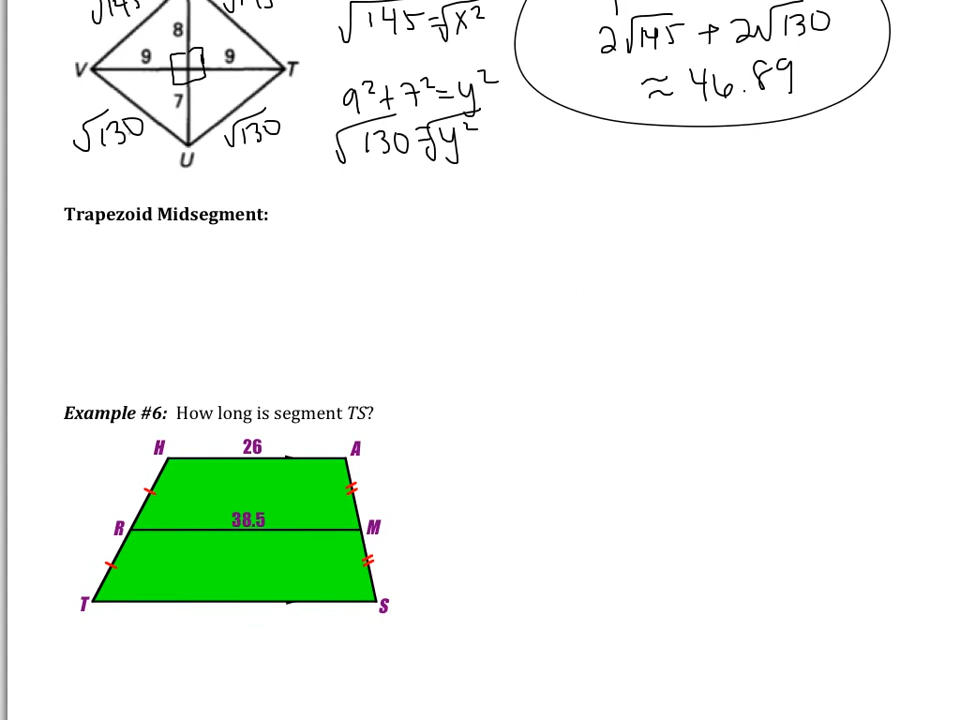 √145 √145
8
9 9
V T
7
√130 √130
U
√145 = √x²
9² + 7² = y²
√130 = √y²
2√145 + 2√130
≈ 46.89
Trapezoid Midsegment:
Example #6: How long is segment TS?
H 26 A
R 38.5 M
T S